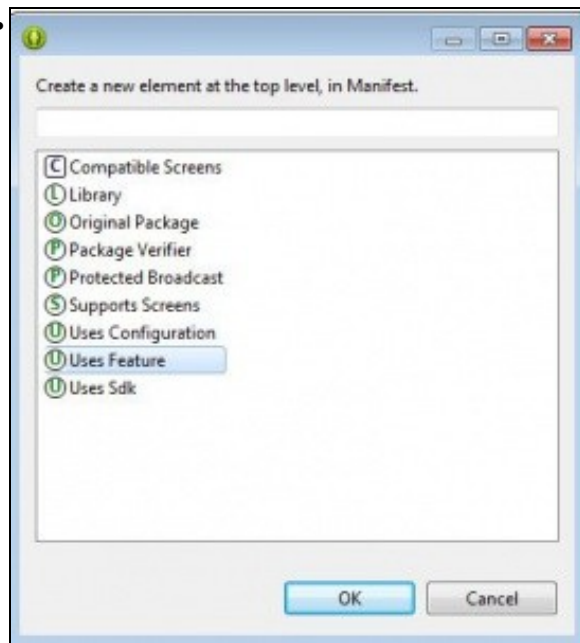 Create a new element at the top level, in Manifest.
C Compatible Screens
L Library
O Original Package
P Package Verifier
P Protected Broadcast
S Supports Screens
U Uses Configuration
U Uses Feature
U Uses Sdk
OK Cancel